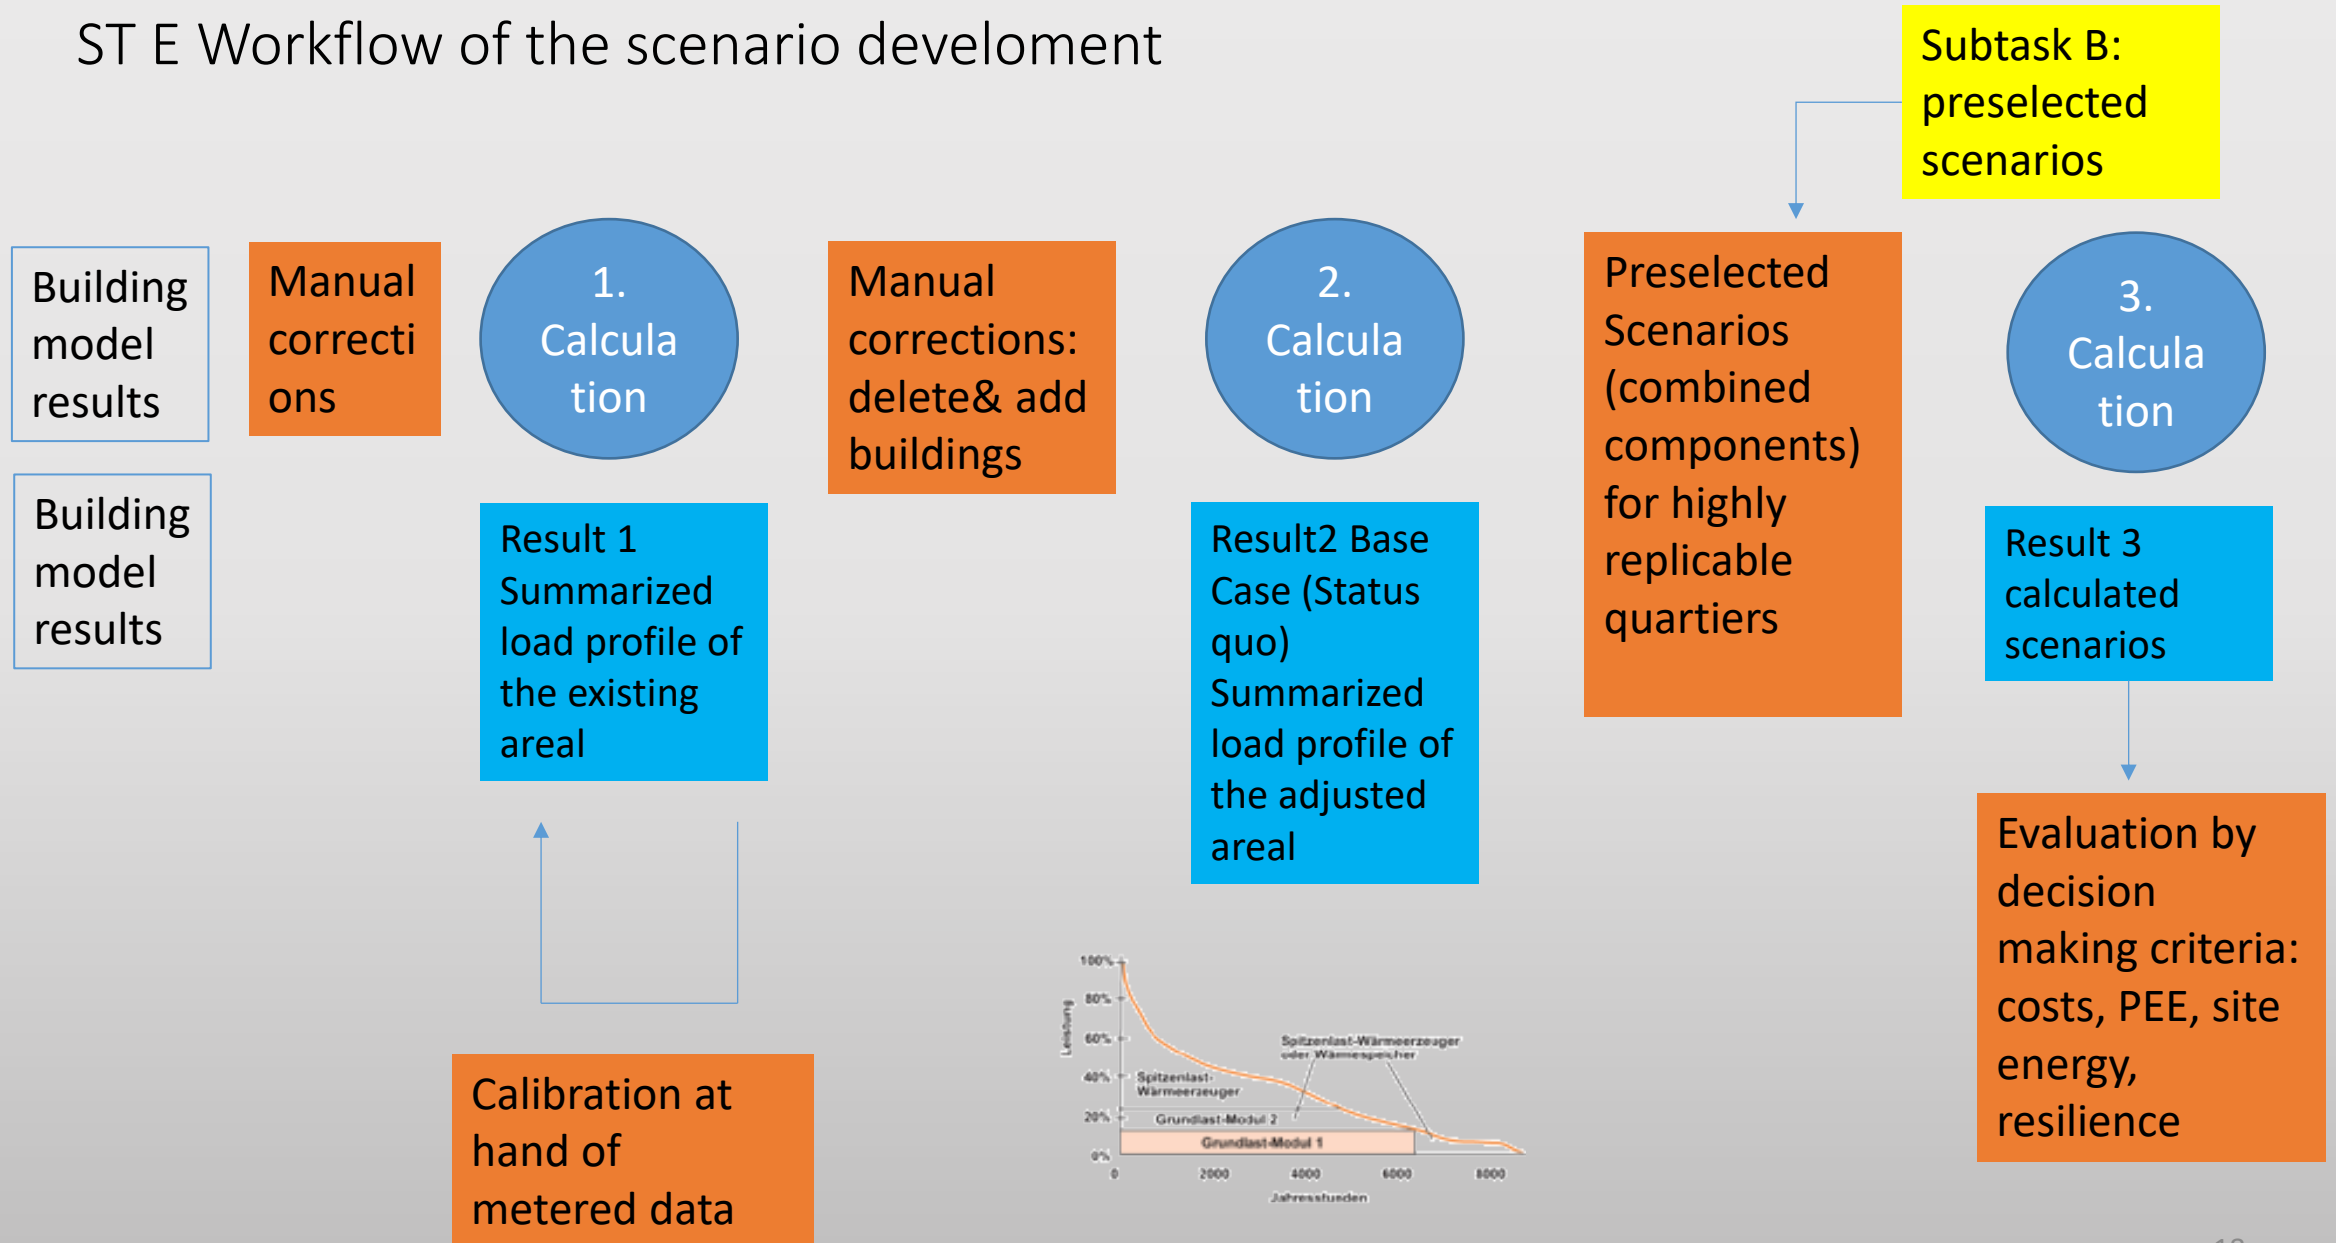 ST E Workflow of the scenario develoment
Subtask B:
preselected
scenarios
Building
model
results
Manual
correcti
ons
1.
Calcula
tion
Manual
corrections:
delete& add
buildings
2.
Calcula
tion
Preselected
Scenarios
(combined
components)
for highly
replicable
quartiers
3.
Calcula
tion
Building
model
results
Result 1
Summarized
load profile of
the existing
areal
Result2 Base
Case (Status
quo)
Summarized
load profile of
the adjusted
areal
Result 3
calculated
scenarios
Evaluation by
decision
making criteria:
costs, PEE, site
energy,
resilience
Calibration at
hand of
metered data
100%
80%
60%
40%
20%
0%
Leistung
Spitzenlast-Wärmeerzeuger
oder Wärmespeicher
Spitzenlast-
Wärmeerzeuger
Grundlast-Modul 2
Grundlast-Modul 1
0 2000 4000 6000 8000
Jahresstunden